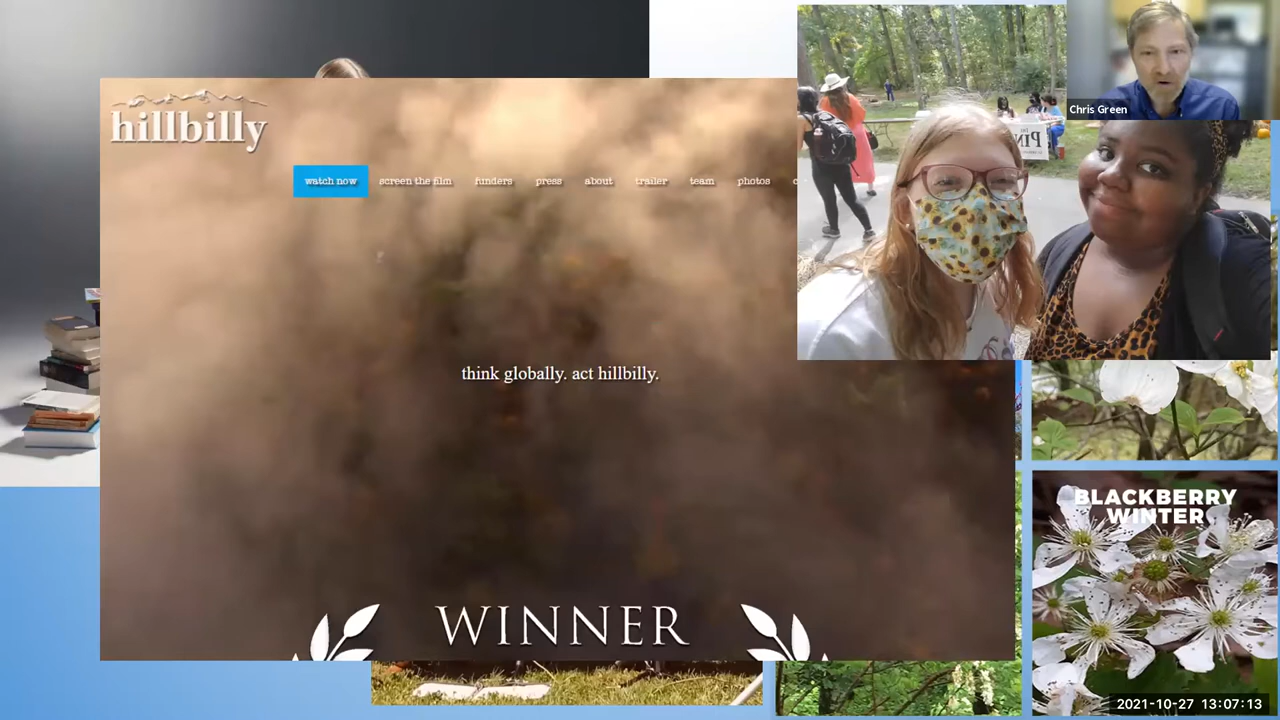 hillbilly
watch now screen the film funders press about trailer team photos
think globally. act hillbilly.
WINNER
Chris Green
BLACKBERRY
WINTER
2021-10-27 13:07:13